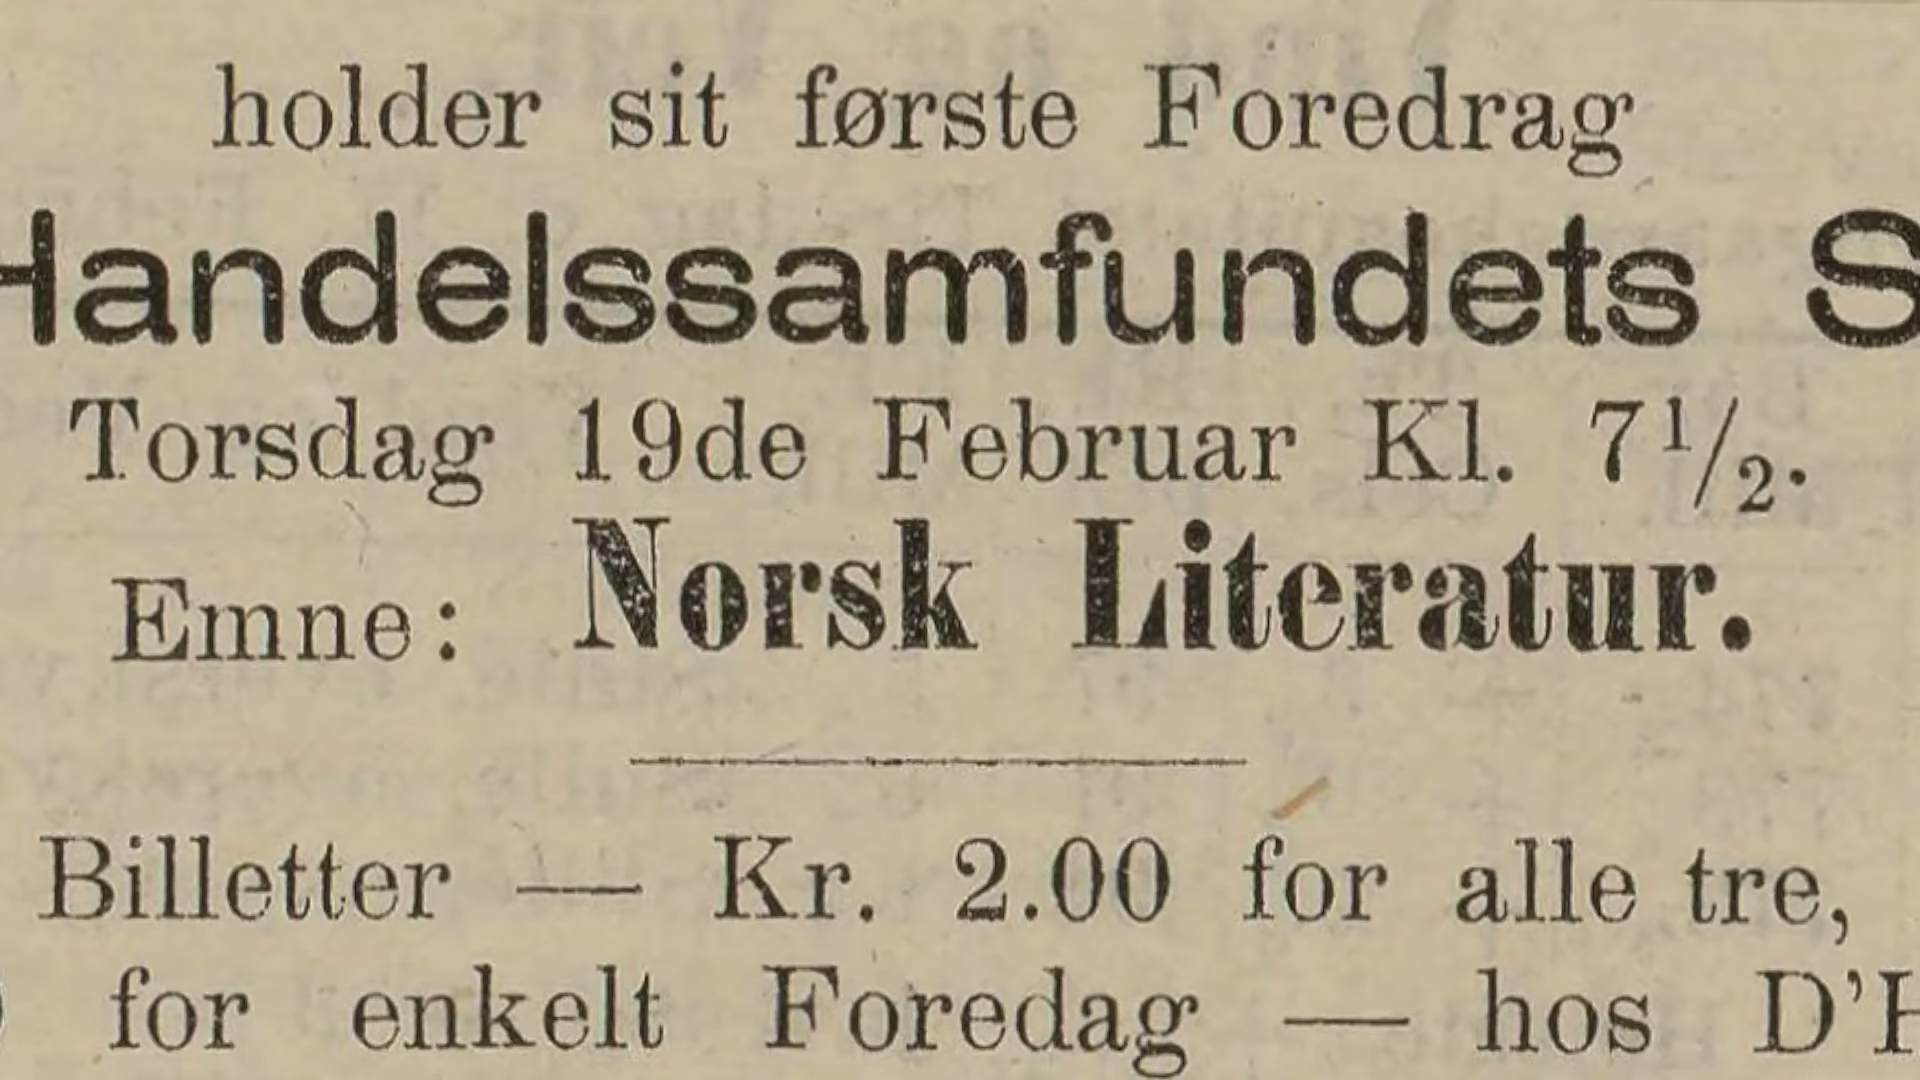 holder sit første Foredrag
Handelssamfundets
Torsdag 19de Februar Kl. 7½.
Emne: Norsk Literatur.
Billetter — Kr. 2.00 for alle tre,
for enkelt Foredag — hos